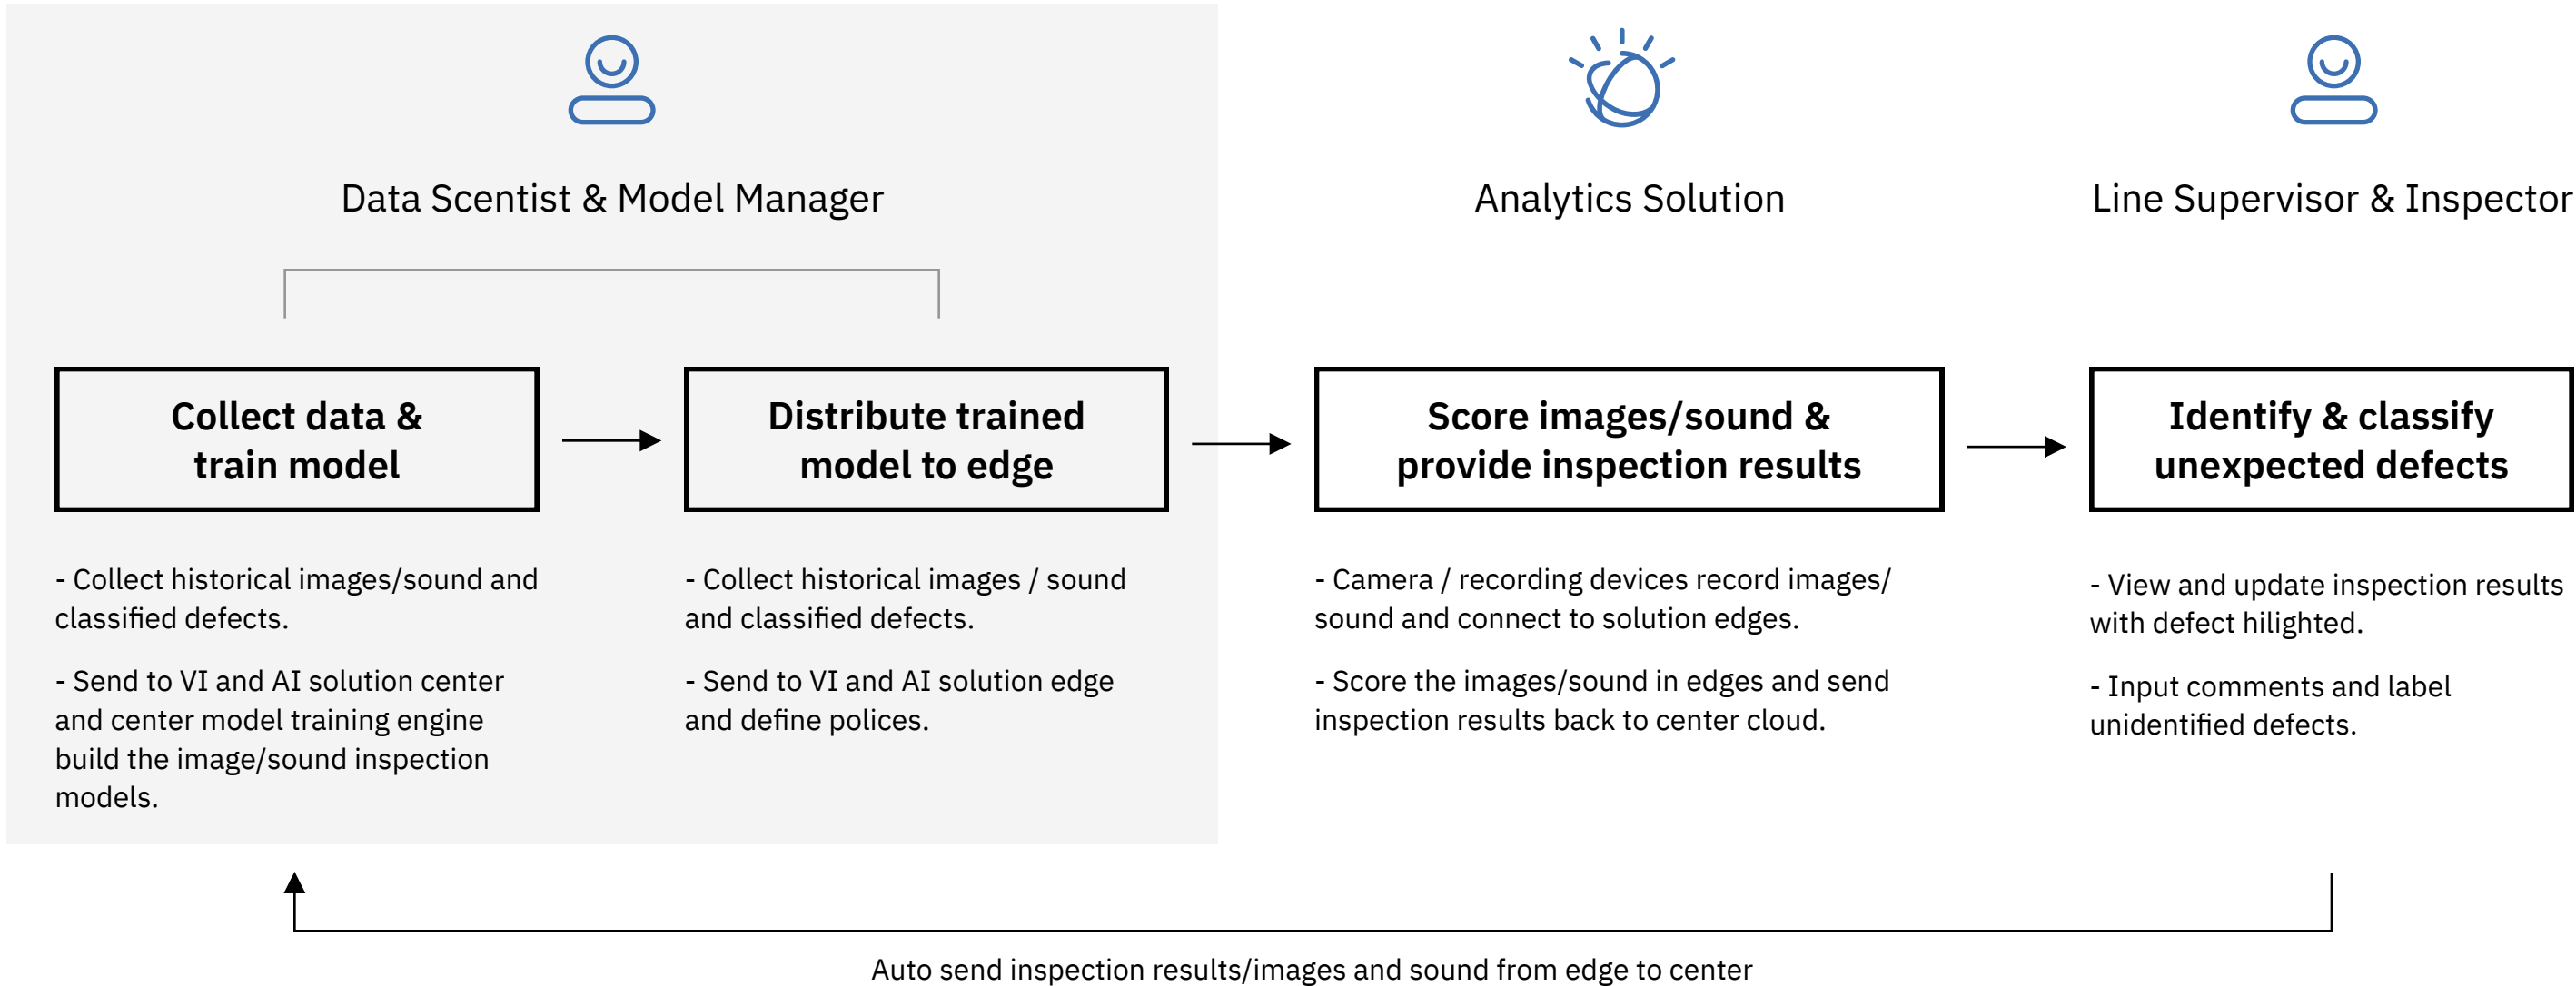 Data Scentist & Model Manager
Analytics Solution
Line Supervisor & Inspector
Collect data &
train model
Distribute trained
model to edge
Score images/sound &
provide inspection results
Identify & classify
unexpected defects
- Collect historical images/sound and
classified defects.
- Send to VI and AI solution center
and center model training engine
build the image/sound inspection
models.
- Collect historical images / sound
and classified defects.
- Send to VI and AI solution edge
and define polices.
- Camera / recording devices record images/
sound and connect to solution edges.
- Score the images/sound in edges and send
inspection results back to center cloud.
- View and update inspection results
with defect hilighted.
- Input comments and label
unidentified defects.
Auto send inspection results/images and sound from edge to center